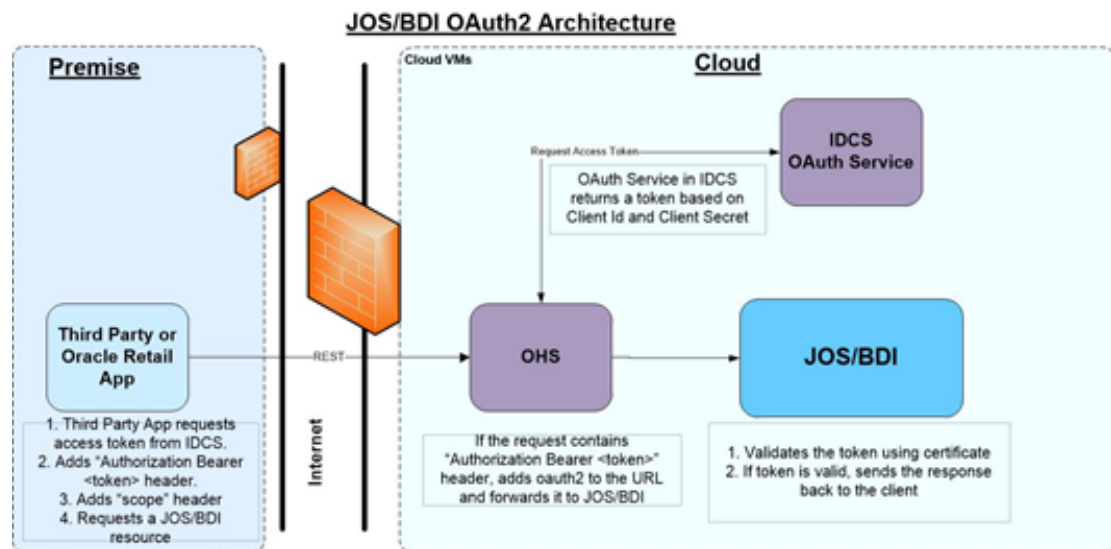 JOS/BDI OAuth2 Architecture
Premise
Cloud VMs
Cloud
IDCS
OAuth Service
Request Access Token
OAuth Service in IDCS
returns a token based on
Client Id and Client Secret
Third Party or
Oracle Retail
App
REST
OHS
JOS/BDI
Internet
1. Third Party App requests
access token from IDCS.
2. Adds “Authorization Bearer
<token> header.
3. Adds “scope” header
4. Requests a JOS/BDI
resource
If the request contains
“Authorization Bearer <token>”
header, adds oauth2 to the URL
and forwards it to JOS/BDI
1. Validates the token using certificate
2. If token is valid, sends the response
back to the client